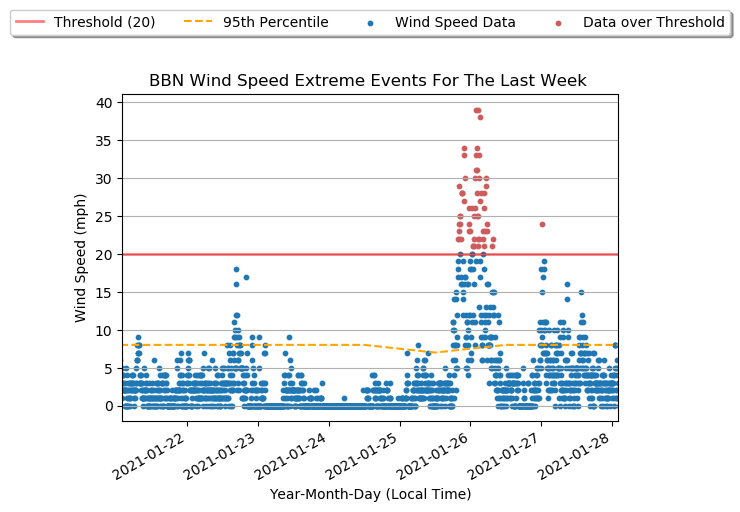 Threshold (20) 95th Percentile Wind Speed Data Data over Threshold
BBN Wind Speed Extreme Events For The Last Week
Wind Speed (mph)
40
35
30
25
20
15
10
5
0
2021-01-22 2021-01-23 2021-01-24 2021-01-25 2021-01-26 2021-01-27 2021-01-28
Year-Month-Day (Local Time)